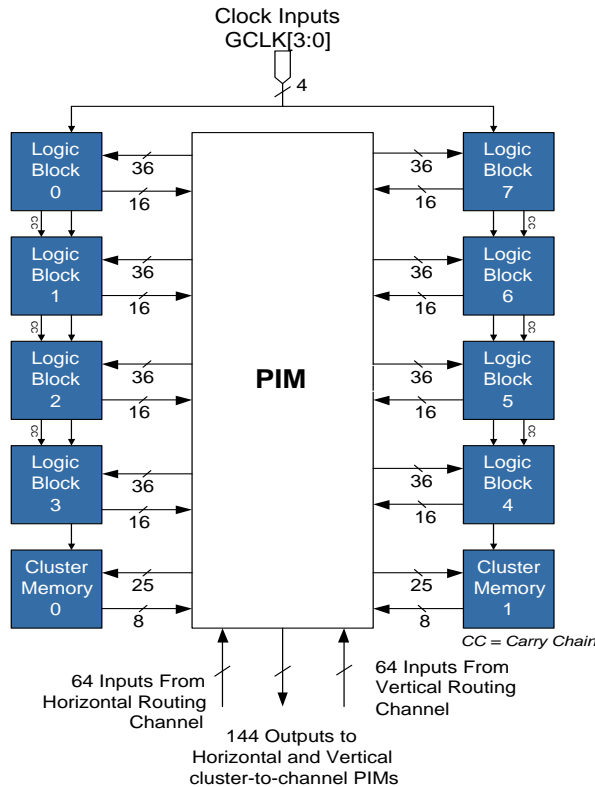 Clock Inputs
GCLK[3:0]
4
Logic
Block
0
36
16
CC
Logic
Block
1
36
16
CC
Logic
Block
2
36
16
CC
Logic
Block
3
36
16
Cluster
Memory
0
25
8
PIM
Logic
Block
7
36
16
CC
Logic
Block
6
36
16
CC
Logic
Block
5
36
16
CC
Logic
Block
4
36
16
Cluster
Memory
1
25
8
CC = Carry Chain
64 Inputs From
Horizontal Routing
Channel
64 Inputs From
Vertical Routing
Channel
144 Outputs to
Horizontal and Vertical
cluster-to-channel PIMs